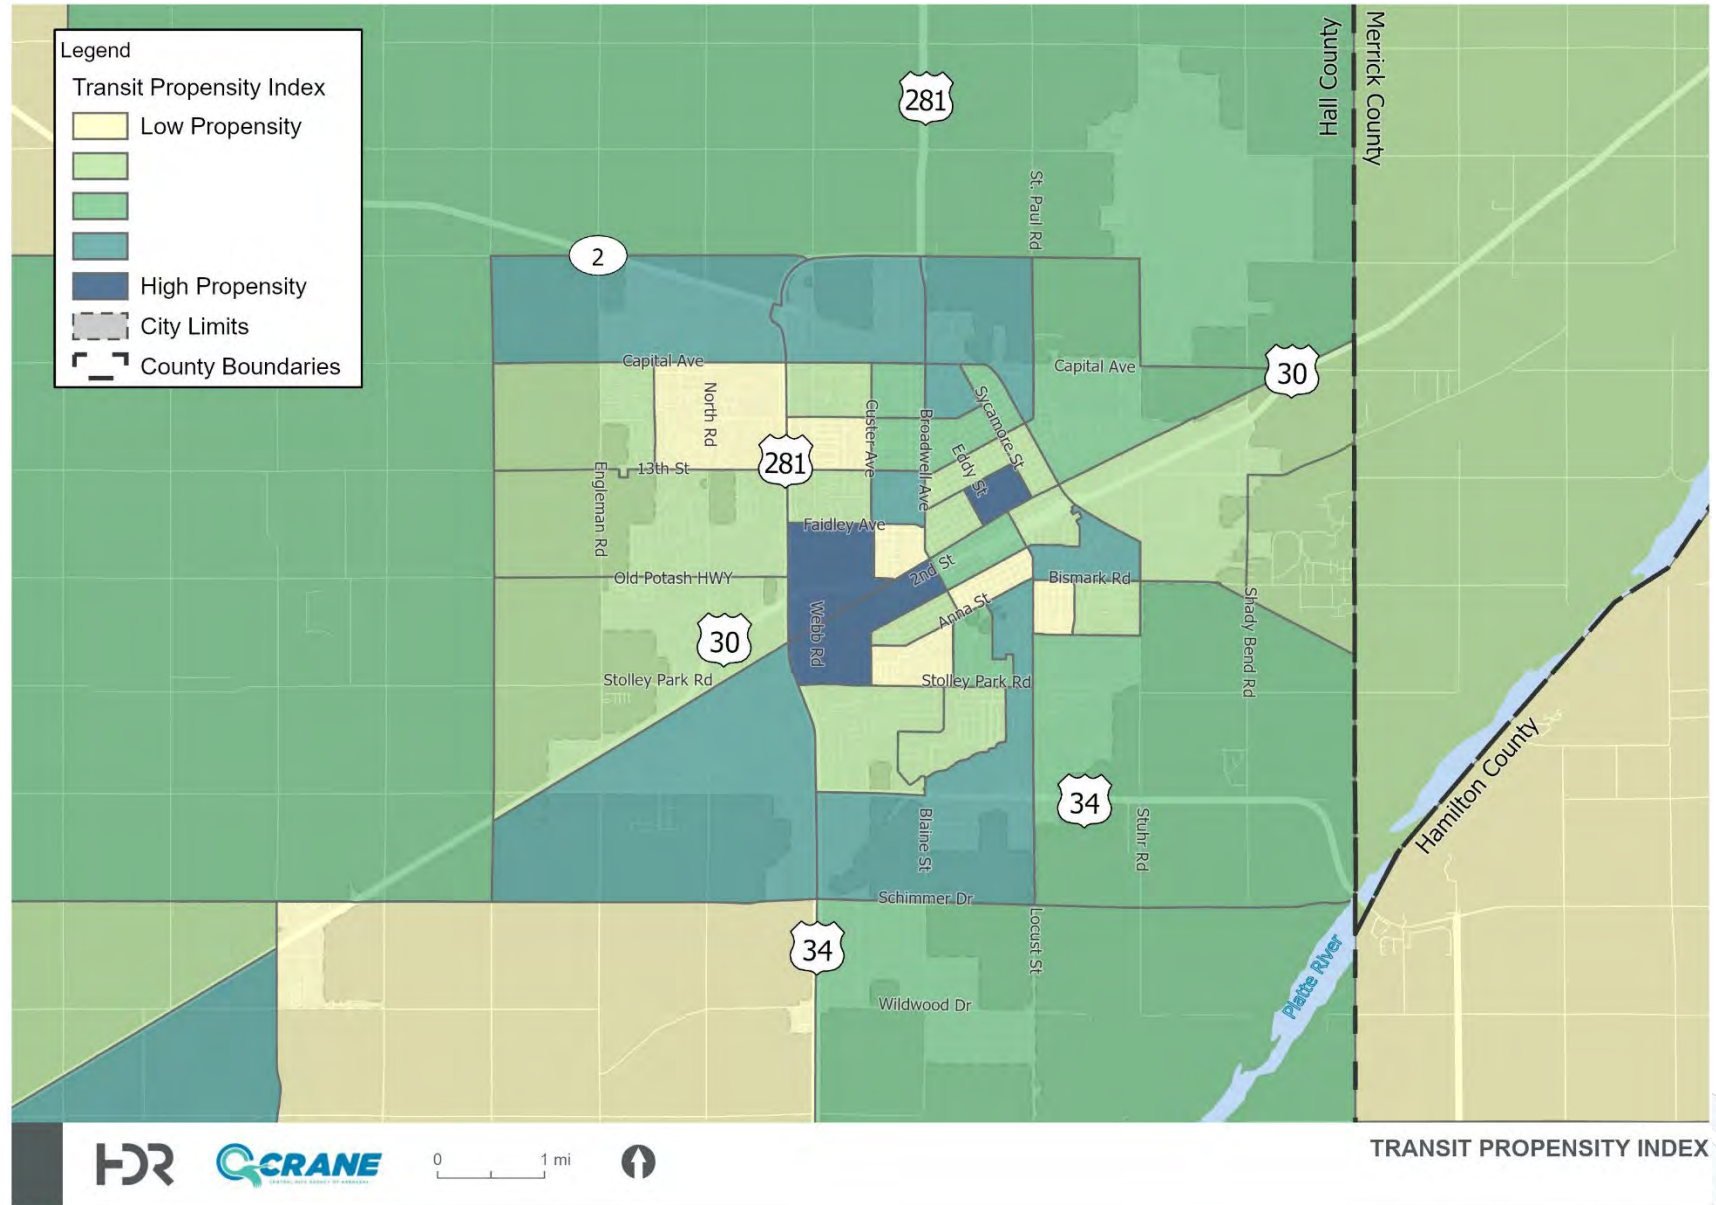 Legend
Transit Propensity Index
Low Propensity
High Propensity
City Limits
County Boundaries
Hall County
Merrick County
281
St. Paul Rd
2
Capital Ave
Capital Ave
30
North Rd
Custer Ave
Broadwell Ave
Sycamore St
Eddy St
281
13th St
Engleman Rd
Faidley Ave
2nd St
Old Potash HWY
Bismark Rd
Anna St
Webb Rd
Shady Bend Rd
30
Stolley Park Rd
Stolley Park Rd
Hamilton County
34
Blaine St
Stuhr Rd
Schimmer Dr
Locust St
34
Platte River
Wildwood Dr
HDR
CRANE
0 1 mi
TRANSIT PROPENSITY INDEX